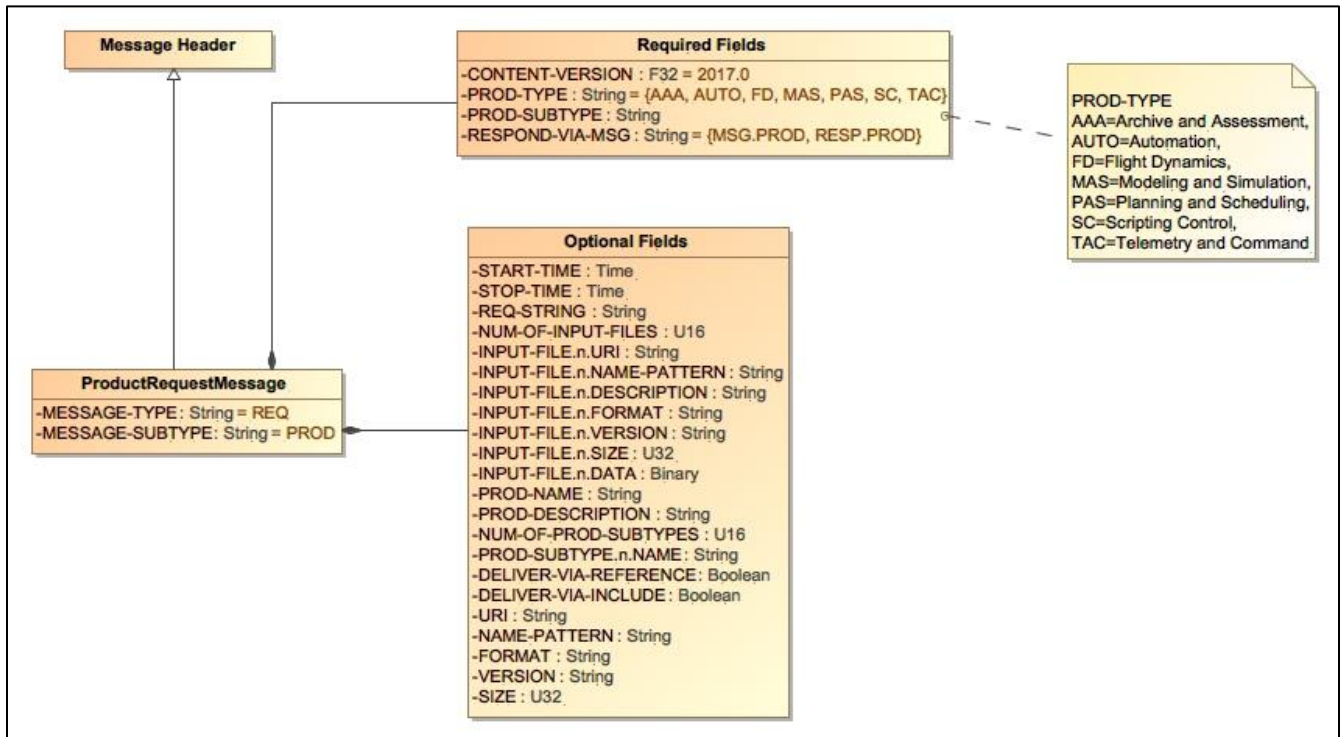 Message Header
Required Fields
-CONTENT-VERSION : F32 = 2017.0
-PROD-TYPE : String = {AAA, AUTO, FD, MAS, PAS, SC, TAC}
-PROD-SUBTYPE : String
-RESPOND-VIA-MSG : String = {MSG.PROD, RESP.PROD}
PROD-TYPE
AAA=Archive and Assessment,
AUTO=Automation,
FD=Flight Dynamics,
MAS=Modeling and Simulation,
PAS=Planning and Scheduling,
SC=Scripting Control,
TAC=Telemetry and Command
ProductRequestMessage
-MESSAGE-TYPE : String = REQ
-MESSAGE-SUBTYPE : String = PROD
Optional Fields
-START-TIME : Time
-STOP-TIME : Time
-REQ-STRING : String
-NUM-OF-INPUT-FILES : U16
-INPUT-FILE.n.URI : String
-INPUT-FILE.n.NAME-PATTERN : String
-INPUT-FILE.n.DESCRIPTION : String
-INPUT-FILE.n.FORMAT : String
-INPUT-FILE.n.VERSION : String
-INPUT-FILE.n.SIZE : U32
-INPUT-FILE.n.DATA : Binary
-PROD-NAME : String
-PROD-DESCRIPTION : String
-NUM-OF-PROD-SUBTYPES : U16
-PROD-SUBTYPE.n.NAME : String
-DELIVER-VIA-REFERENCE : Boolean
-DELIVER-VIA-INCLUDE : Boolean
-URI : String
-NAME-PATTERN : String
-FORMAT : String
-VERSION : String
-SIZE : U32